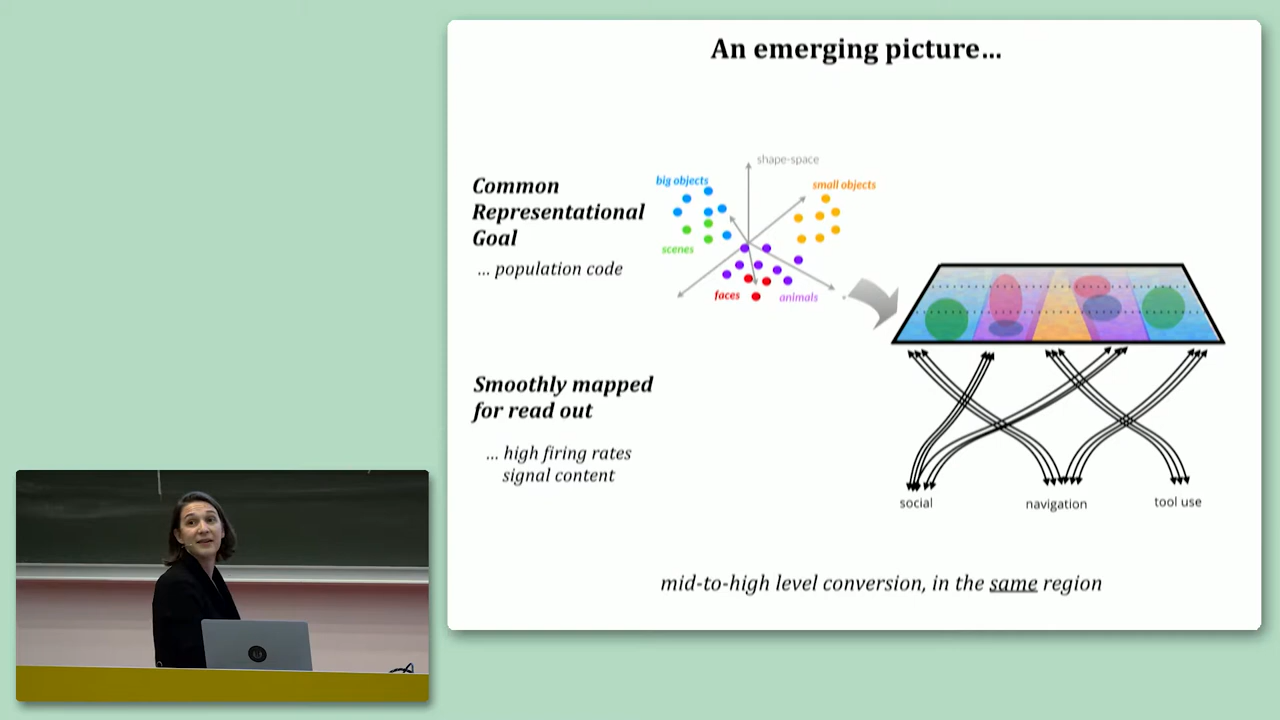 An emerging picture...
Common
Representational
Goal
... population code
shape-space
big objects
small objects
scenes
faces
animals
Smoothly mapped
for read out
... high firing rates
signal content
social
navigation
tool use
mid-to-high level conversion, in the same region